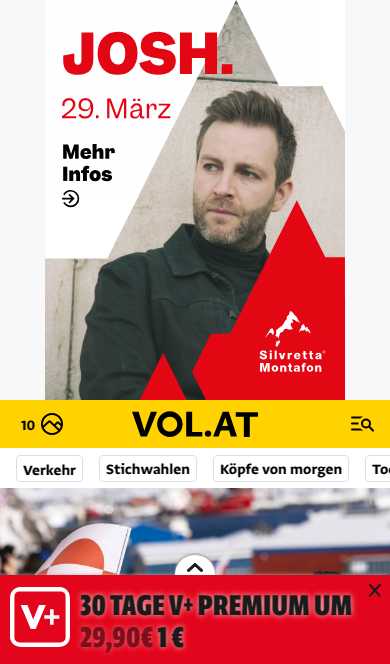 JOSH.
29. März
Mehr
Infos
Silvretta
Montafon
10
VOL.AT
Verkehr
Stichwahlen
Köpfe von morgen
V+
30 TAGE V+ PREMIUM UM
29,90€ 1 €